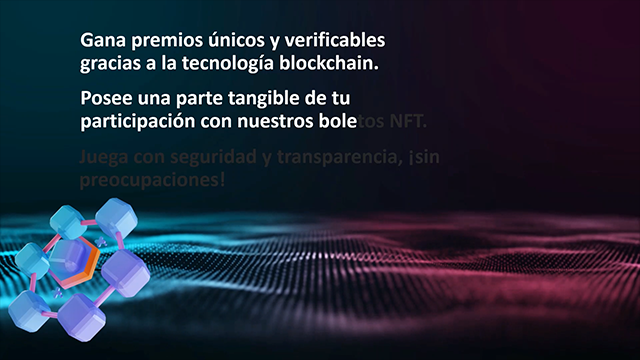 Gana premios únicos y verificables
gracias a la tecnología blockchain.
Posee una parte tangible de tu
participación con nuestros boletos NFT.
Juega con seguridad y transparencia, ¡sin
preocupaciones!